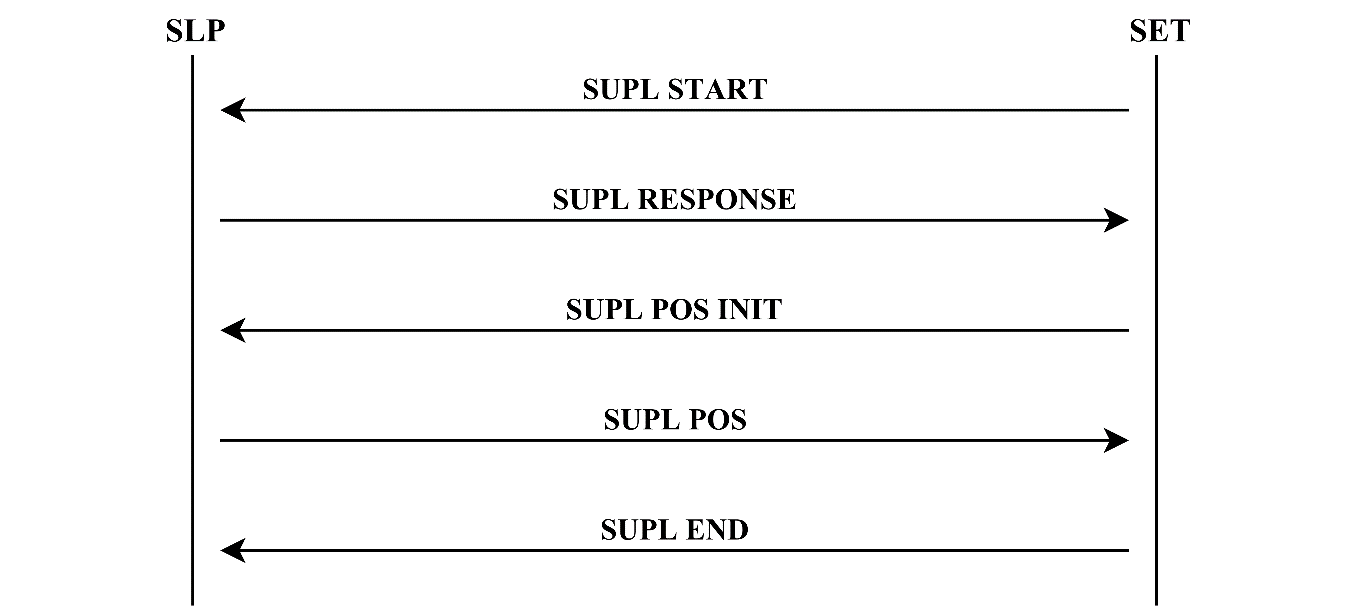 SLP
SET
SUPL START
SUPL RESPONSE
SUPL POS INIT
SUPL POS
SUPL END